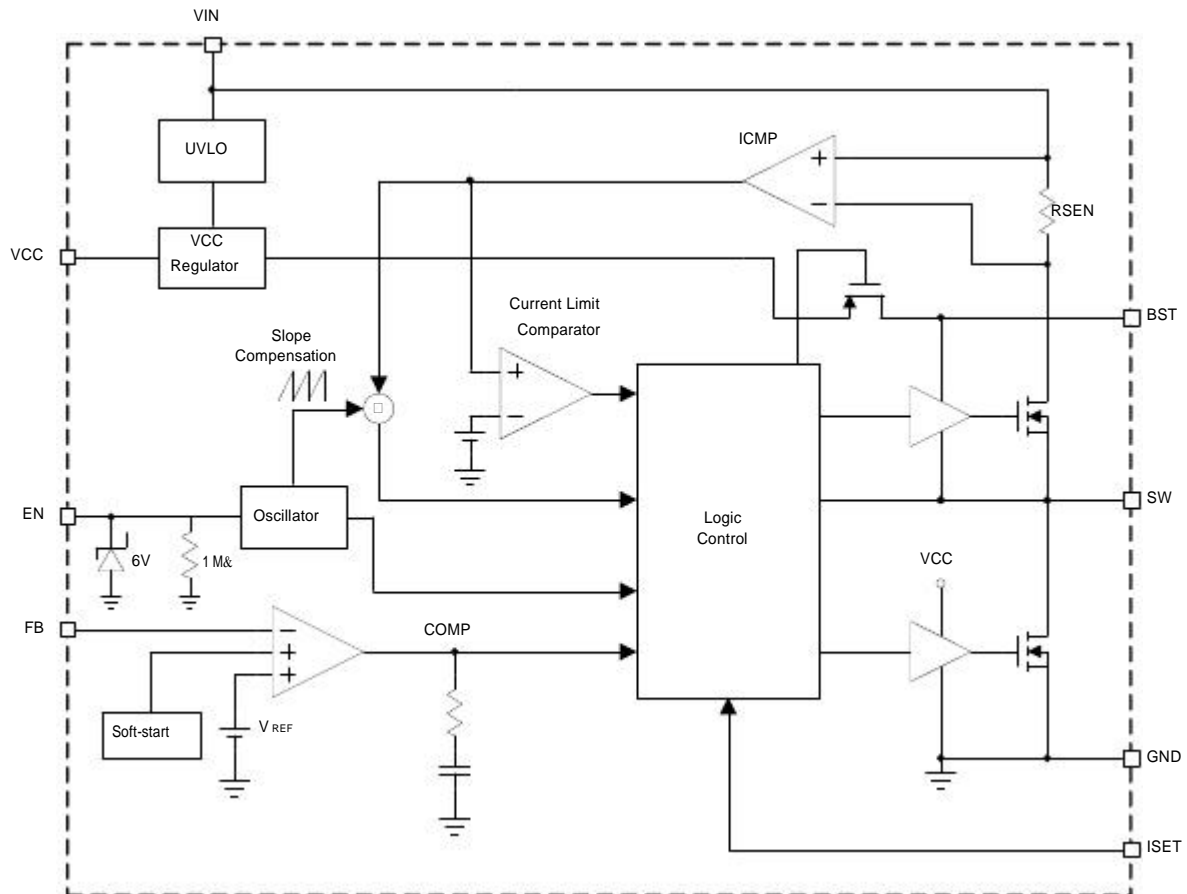 VIN
UVLO
ICMP
+
−
RSEN
VCC
VCC
Regulator
BST
Current Limit
Comparator
Slope
Compensation
+
−
EN
Oscillator
6V
1 M&
Logic
Control
SW
VCC
FB
−
+
+
COMP
Soft-start
V REF
GND
ISET